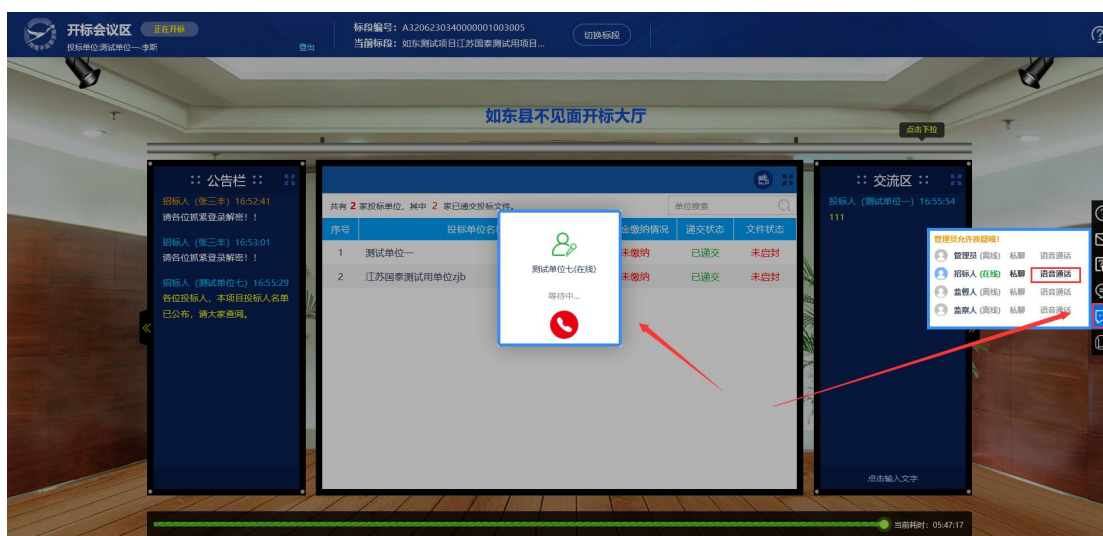 开标会议区 正在开标
投标单位:测试单位一-李斯 登出
标段编号：A3206230340000001003005
当前标段：如东测试项目江苏国泰测试用项目...
切换标段
如东县不见面开标大厅
点击下拉
公告栏
招标人（张三丰）16:52:41
请各位抓紧登录解密！！
招标人（张三丰）16:53:01
请各位抓紧登录解密！！
招标人（测试单位七）16:55:29
各位投标人，本项目投标人名单
已公布，请大家查阅。
共有 2 家投标单位，其中 2 家已递交投标文件。
单位搜索
序号 投标单位名 金缴纳情况 递交状态 文件状态
1 测试单位一 未缴纳 已递交 未启封
2 江苏国泰测试用单位zjb 未缴纳 已递交 未启封
测试单位七(在线)
等待中...
交流区
投标人（测试单位一）16:55:54
111
管理员允许质疑哦!
管理员 (离线) 私聊 语音通话
招标人 (在线) 私聊 语音通话
监督人 (离线) 私聊 语音通话
监察人 (离线) 私聊 语音通话
点击输入文字
当前耗时：05:47:17